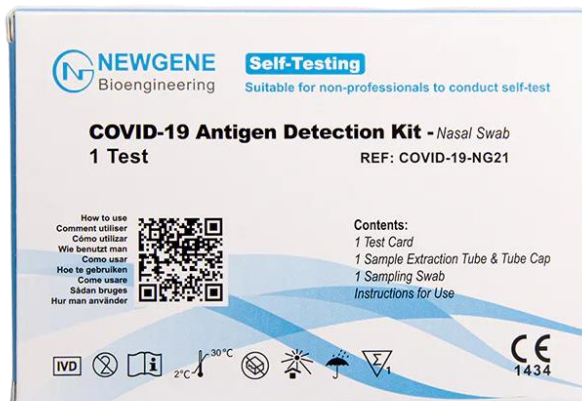 NEWGENE
Bioengineering
Self-Testing
Suitable for non-professionals to conduct self-test
COVID-19 Antigen Detection Kit - Nasal Swab
1 Test
REF: COVID-19-NG21
How to use
Comment utiliser
Cómo utilizar
Wie benutzt man
Como usar
Hoe te gebruiken
Come usare
Sådan bruges
Hur man använder
Contents:
1 Test Card
1 Sample Extraction Tube & Tube Cap
1 Sampling Swab
Instructions for Use
IVD
2
i
2°C
30°C
Σ
1
CE
1434